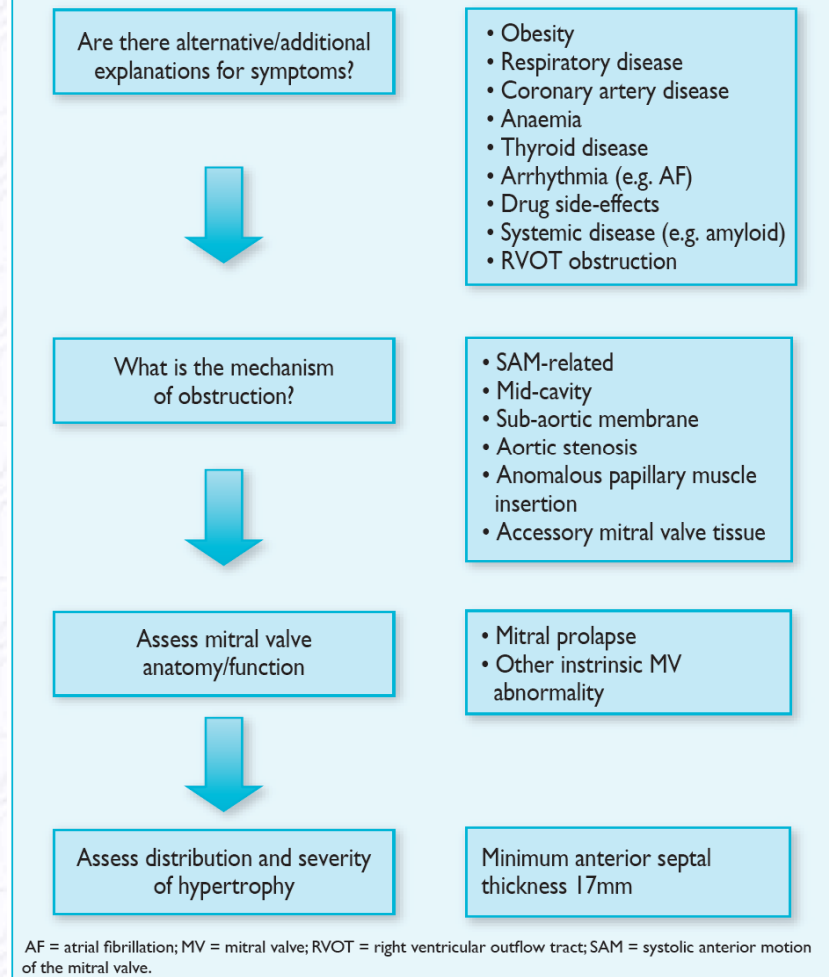 Are there alternative/additional
explanations for symptoms?
• Obesity
• Respiratory disease
• Coronary artery disease
• Anaemia
• Thyroid disease
• Arrhythmia (e.g. AF)
• Drug side-effects
• Systemic disease (e.g. amyloid)
• RVOT obstruction
What is the mechanism
of obstruction?
• SAM-related
• Mid-cavity
• Sub-aortic membrane
• Aortic stenosis
• Anomalous papillary muscle
insertion
• Accessory mitral valve tissue
Assess mitral valve
anatomy/function
• Mitral prolapse
• Other instrinsic MV
abnormality
Assess distribution and severity
of hypertrophy
Minimum anterior septal
thickness 17mm
AF = atrial fibrillation; MV = mitral valve; RVOT = right ventricular outflow tract; SAM = systolic anterior motion
of the mitral valve.